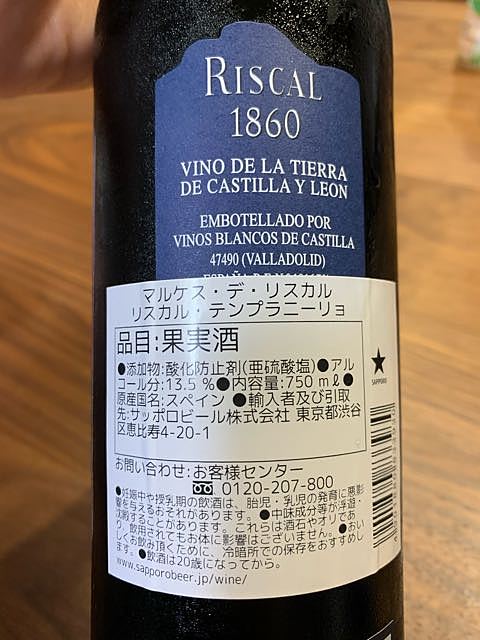 RISCAL
1860
VINO DE LA TIERRA
DE CASTILLA Y LEON
EMBOTELLADO POR
VINOS BLANCOS DE CASTILLA
47490 (VALLADOLID)
マルケス・デ・リスカル
リスカル・テンプラニーリョ
品目:果実酒
●添加物:酸化防止剤(亜硫酸塩)●アル
コール分:13.5%●内容量:750mℓ●
原産国名:スペイン ●輸入者及び引取
先:サッポロビール株式会社 東京都渋谷
区恵比寿4-20-1
SAPPORO
お問い合わせ:お客様センター
0120-207-800
●妊娠中や授乳期の飲酒は、胎児・乳児の発育に悪影
響を与えるおそれがあります。●中味成分等が浮遊・
沈殿することがあります。これらは酒石やオリであ
り、飲用されてもお体に影響はございません。●おい
しくお飲み頂くために、冷暗所での保存をおすすめし
ます。●飲酒は20歳になってから。
www.sapporobeer.jp/wine/